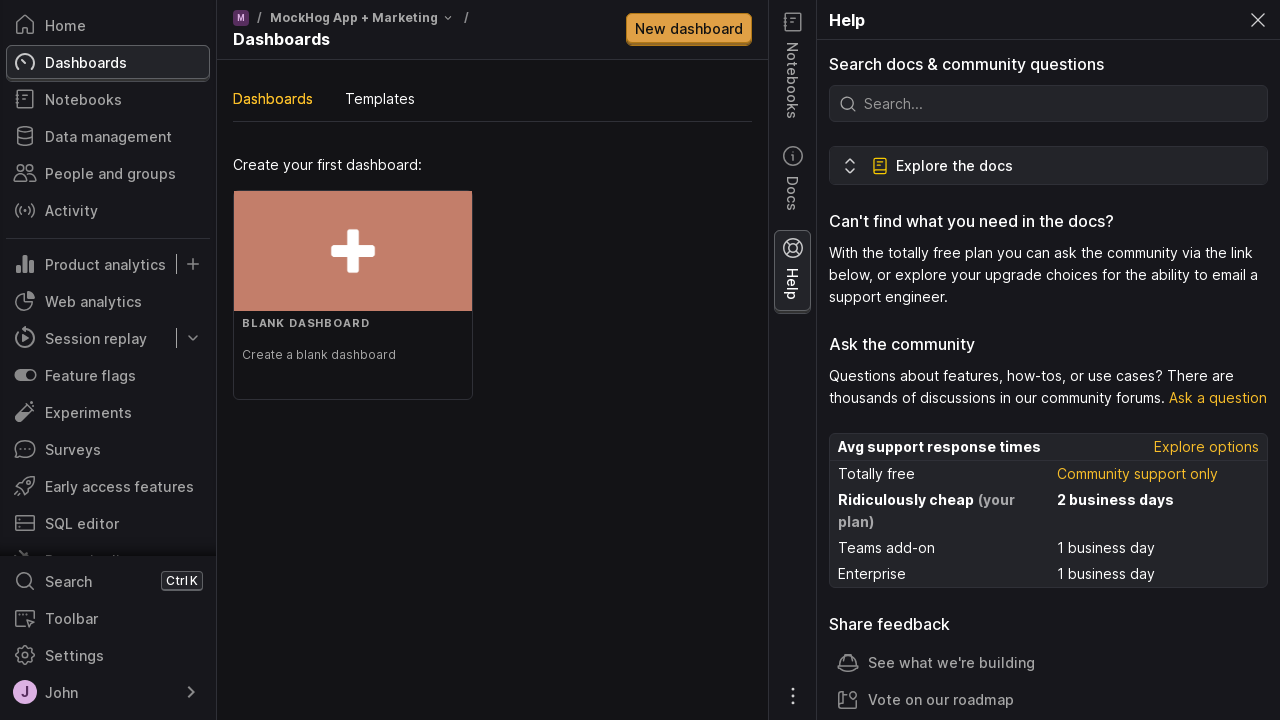 Home
Dashboards
Notebooks
Data management
People and groups
Activity
Product analytics
Web analytics
Session replay
Feature flags
Experiments
Surveys
Early access features
SQL editor
Search Ctrl K
Toolbar
Settings
J John
M / MockHog App + Marketing /
Dashboards
New dashboard
Dashboards Templates
Create your first dashboard:
BLANK DASHBOARD
Create a blank dashboard
Notebooks
Docs
Help
Help
Search docs & community questions
Search...
Explore the docs
Can't find what you need in the docs?
With the totally free plan you can ask the community via the link
below, or explore your upgrade choices for the ability to email a
support engineer.
Ask the community
Questions about features, how-tos, or use cases? There are
thousands of discussions in our community forums. Ask a question
Avg support response times Explore options
Totally free Community support only
Ridiculously cheap (your 2 business days
plan)
Teams add-on 1 business day
Enterprise 1 business day
Share feedback
See what we're building
Vote on our roadmap